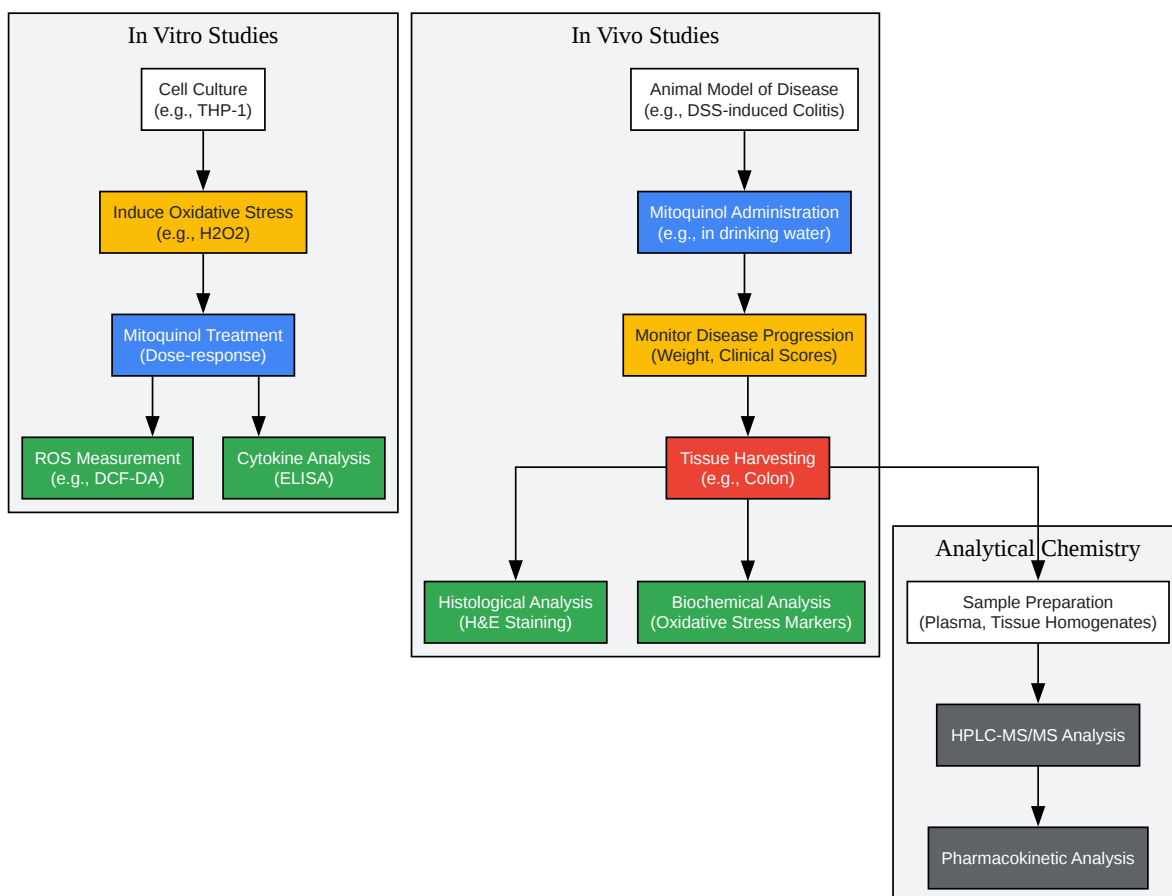 In Vitro Studies
Cell Culture
(e.g., THP-1)
Induce Oxidative Stress
(e.g., H2O2)
Mitoquinol Treatment
(Dose-response)
ROS Measurement
(e.g., DCF-DA)
Cytokine Analysis
(ELISA)
In Vivo Studies
Animal Model of Disease
(e.g., DSS-induced Colitis)
Mitoquinol Administration
(e.g., in drinking water)
Monitor Disease Progression
(Weight, Clinical Scores)
Tissue Harvesting
(e.g., Colon)
Histological Analysis
(H&E Staining)
Biochemical Analysis
(Oxidative Stress Markers)
Analytical Chemistry
Sample Preparation
(Plasma, Tissue Homogenates)
HPLC-MS/MS Analysis
Pharmacokinetic Analysis